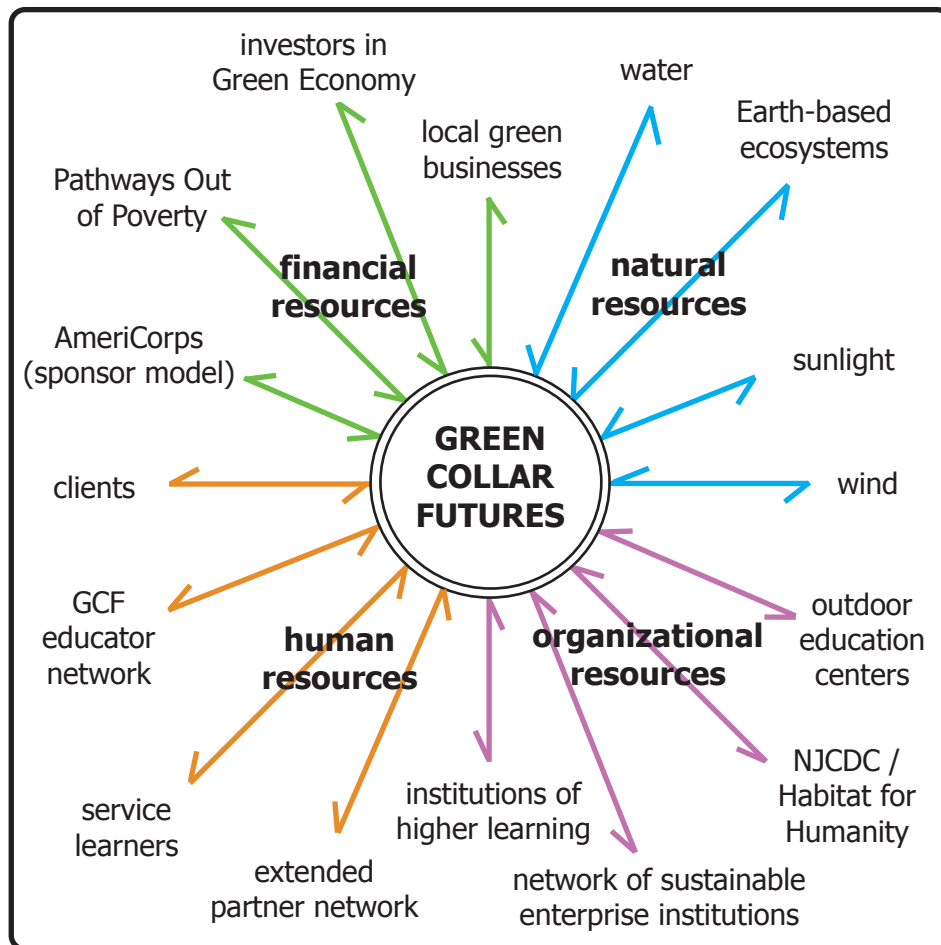 investors in
Green Economy
water
Earth-based
ecosystems
local green
businesses
Pathways Out
of Poverty
financial
resources
natural
resources
AmeriCorps
(sponsor model)
sunlight
GREEN
COLLAR
FUTURES
clients
wind
GCF
educator
network
human
resources
organizational
resources
outdoor
education
centers
service
learners
extended
partner network
institutions of
higher learning
network of sustainable
enterprise institutions
NJCDC /
Habitat for
Humanity